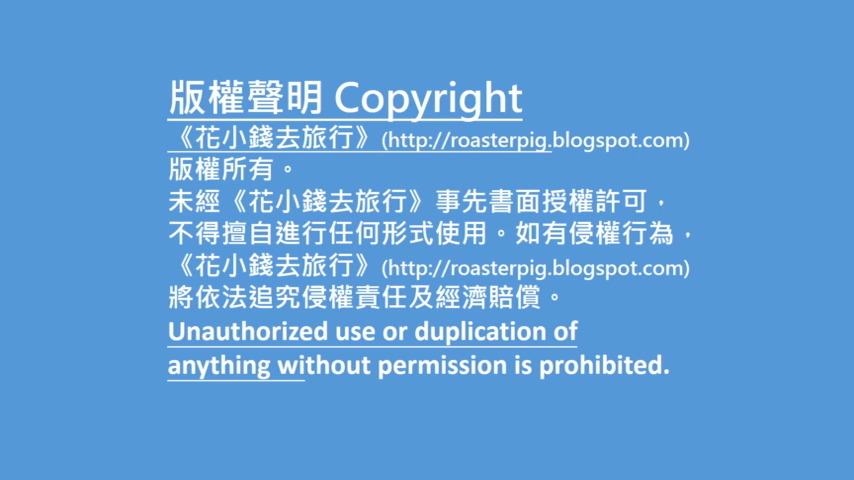 版權聲明 Copyright
《花小錢去旅行》(http://roasterpig.blogspot.com)
版權所有。
未經《花小錢去旅行》事先書面授權許可，
不得擅自進行任何形式使用。如有侵權行為，
《花小錢去旅行》(http://roasterpig.blogspot.com)
將依法追究侵權責任及經濟賠償。
Unauthorized use or duplication of
anything without permission is prohibited.